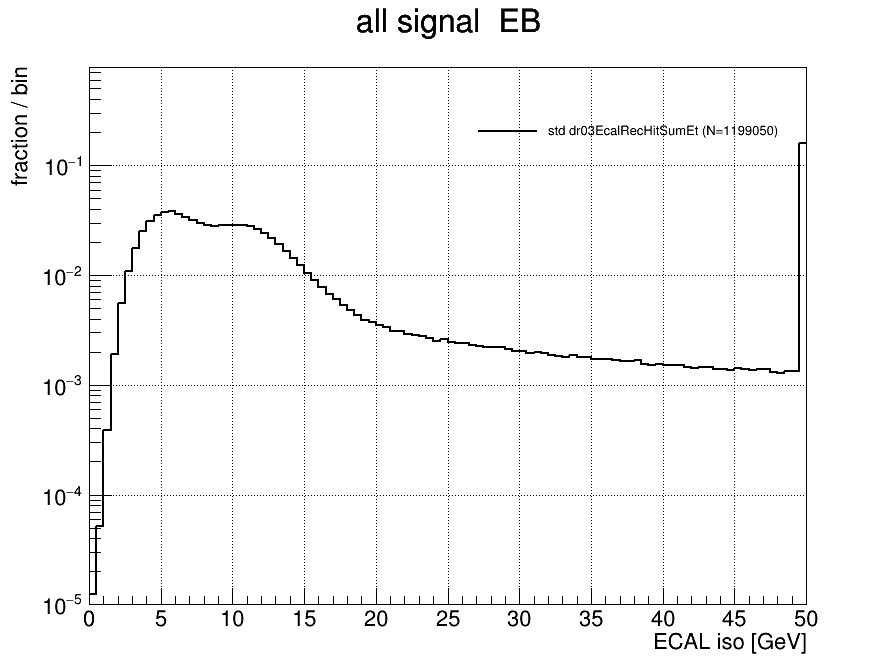 all signal  EB
fraction / bin
std dr03EcalRecHitSumEt (N=1199050)
10⁻¹
10⁻²
10⁻³
10⁻⁴
10⁻⁵
0 5 10 15 20 25 30 35 40 45 50
ECAL iso [GeV]